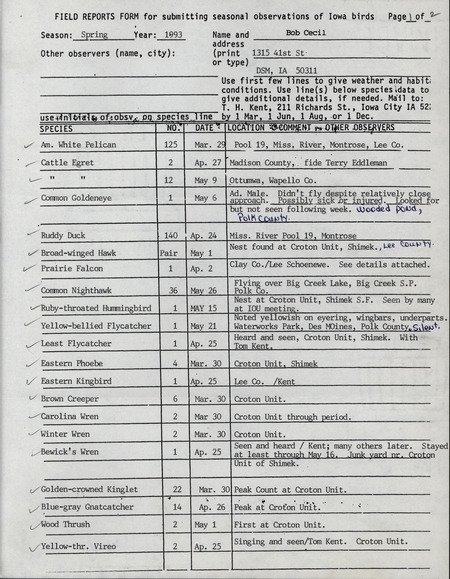 FIELD REPORTS FORM for submitting seasonal observations of Iowa birds Page 1 of 2
Season: Spring Year: 1993 Name and Bob Cecil
address
Other observers (name, city): (print 1315 41st St
or type)
DSM, IA 50311
Use first few lines to give weather and habit
conditions. Use line(s) below species data to
give additional details, if needed. Mail to:
T. H. Kent, 211 Richards St., Iowa City IA 52
use initials of obsv. on species line by 1 Mar, 1 Jun, 1 Aug, or 1 Dec.
SPECIES NO. DATE LOCATION COMMENT OTHER OBSERVERS
Am. White Pelican 125 Mar. 29 Pool 19, Miss, River, Montrose, Lee Co.
Cattle Egret 2 Ap. 27 Madison County, fide Terry Eddleman
" " 12 May 9 Ottumwa, Wapello Co.
Common Goldeneye 1 May 6 Ad. Male. Didn't fly despite relatively close
approach. Possibly sick or injured. Looked for
but not seen following week. Wooded pond,
Polk County.
Ruddy Duck 140 Ap. 24 Miss. River Pool 19, Montrose
Broad-winged Hawk Pair May 1 Nest found at Croton Unit, Shimek., Lee County.
Prairie Falcon 1 Ap. 2 Clay Co./Lee Schoenewe. See details attached.
Common Nighthawk 36 May 26 Flying over Big Creek Lake, Big Creek S.P.
Polk Co.
Ruby-throated Hummingbird 1 MAY 15 Nest at Croton Unit, Shimek S.F. Seen by many
at IOU meeting.
Yellow-bellied Flycatcher 1 May 21 Noted yellowish on eyering, wingbars, underparts.
Waterworks Park, Des MOines, Polk County. Silent.
Least Flycatcher 1 Ap. 25 Heard and seen, Croton Unit, Shimek. With
Tom Kent.
Eastern Phoebe 4 Mar. 30 Croton Unit, Shimek
Eastern Kingbird 1 Ap. 25 Lee Co. /Kent
Brown Creeper 6 Mar. 30 Croton Unit.
Carolina Wren 2 Mar 30 Croton Unit through period.
Winter Wren 2 Mar. 30 Croton Unit.
Bewick's Wren 1 Ap. 25 Seen and heard / Kent; many others later. Stayed
at least through May 16. Junk yard nr. Croton
Unit of Shimek.
Golden-crowned Kinglet 22 Mar. 30 Peak Count at Croton Unit.
Blue-gray Gnatcatcher 14 Ap. 26 Peak at Croton Unit.
Wood Thrush 2 May 1 First at Croton Unit.
Yellow-thr. Vireo 2 Ap. 25 Singing and seen/Tom Kent. Croton Unit.